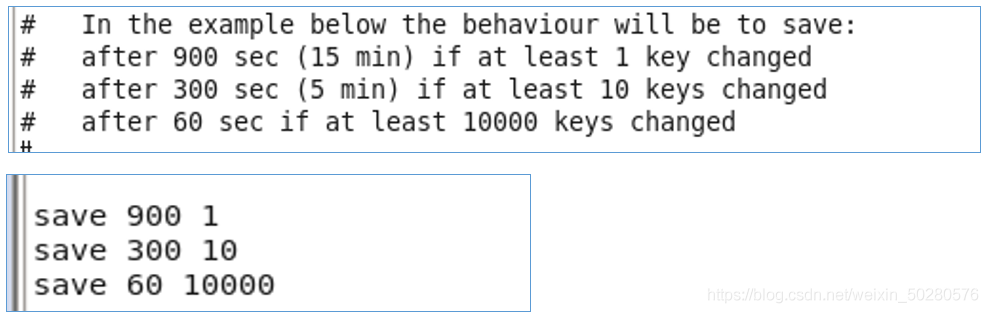 #   In the example below the behaviour will be to save:
#   after 900 sec (15 min) if at least 1 key changed
#   after 300 sec (5 min) if at least 10 keys changed
#   after 60 sec if at least 10000 keys changed
#
save 900 1
save 300 10
save 60 10000
https://blog.csdn.net/weixin_50280576